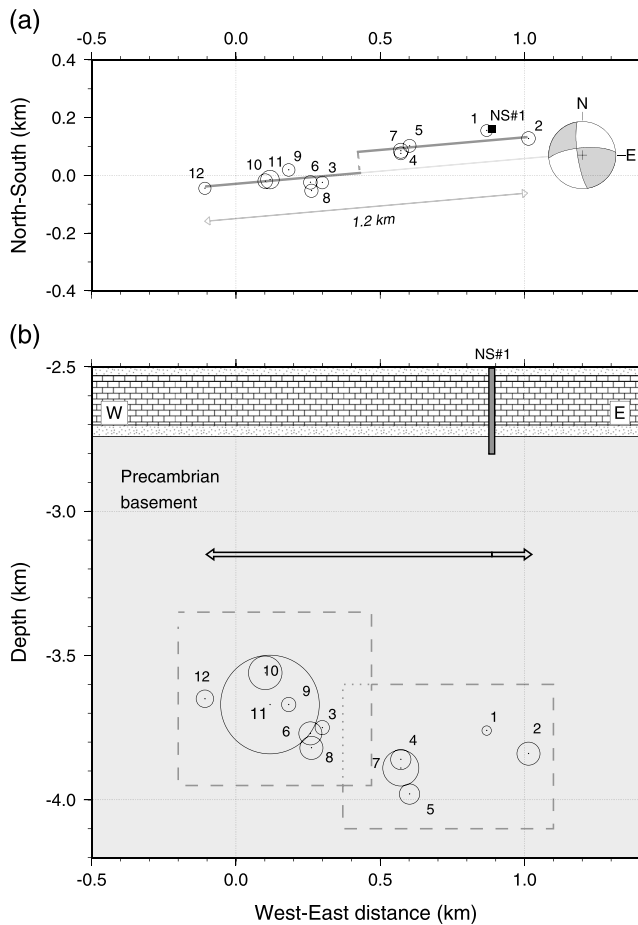 (a)
-0.5 0.0 0.5 1.0
0.4
0.2
0.0
-0.2
-0.4
North-South (km)
1 NS#1
2
7 5
4
9
10 11 6 3
12
8
N
E
1.2 km
(b)
NS#1
-2.5
-3.0
-3.5
-4.0
Depth (km)
W E
Precambrian
basement
10
12
9
11
3
6
8
1
2
4
7
5
-0.5 0.0 0.5 1.0
West-East distance (km)